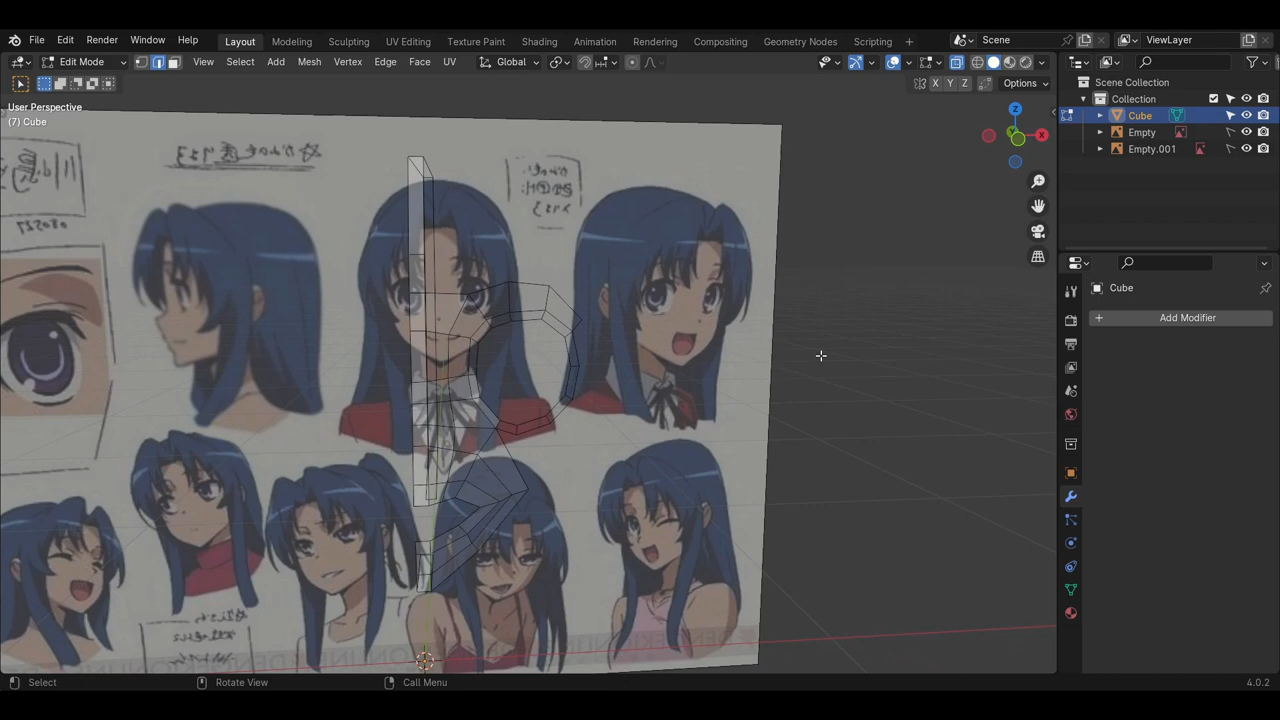 File Edit Render Window Help Layout Modeling Sculpting UV Editing Texture Paint Shading Animation Rendering Compositing Geometry Nodes Scripting + Scene ViewLayer
Edit Mode View Select Add Mesh Vertex Edge Face UV Global
X Y Z Options
User Perspective
(7) Cube
Scene Collection
Collection
Cube
Empty
Empty.001
Z
X
Y
Cube
+ Add Modifier
080527
Select Rotate View Call Menu 4.0.2